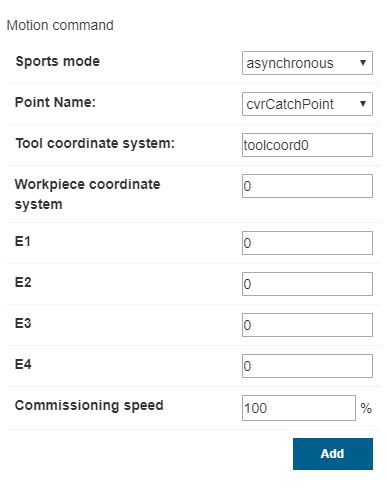 Motion command
Sports mode asynchronous
Point Name: cvrCatchPoint
Tool coordinate system: toolcoord0
Workpiece coordinate system 0
E1 0
E2 0
E3 0
E4 0
Commissioning speed 100 %
Add